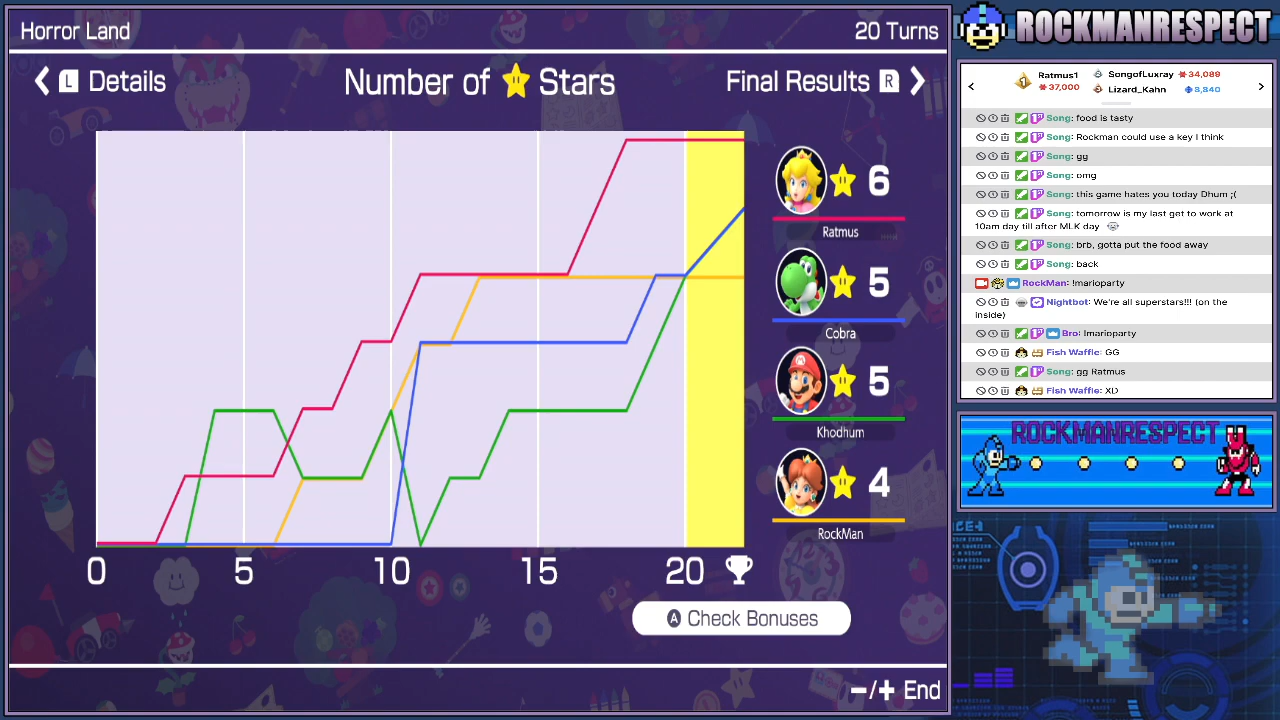 Horror Land
20 Turns
L Details
Number of Stars
Final Results R
6
Ratmus
5
Cobra
5
Khodhum
4
RockMan
0 5 10 15 20
A Check Bonuses
−/+ End
ROCKMANRESPECT
Ratmus1
37,000
SongofLuxray 34,089
Lizard_Kahn 8,840
Song: food is tasty
Song: Rockman could use a key I think
Song: gg
Song: omg
Song: this game hates you today Dhum ;(
Song: tomorrow is my last get to work at
10am day till after MLK day
Song: brb, gotta put the food away
Song: back
RockMan: !marioparty
Nightbot: We're all superstars!!! (on the
inside)
Bro: !marioparty
Fish Waffle: GG
Song: gg Ratmus
Fish Waffle: XD
ROCKMANRESPECT